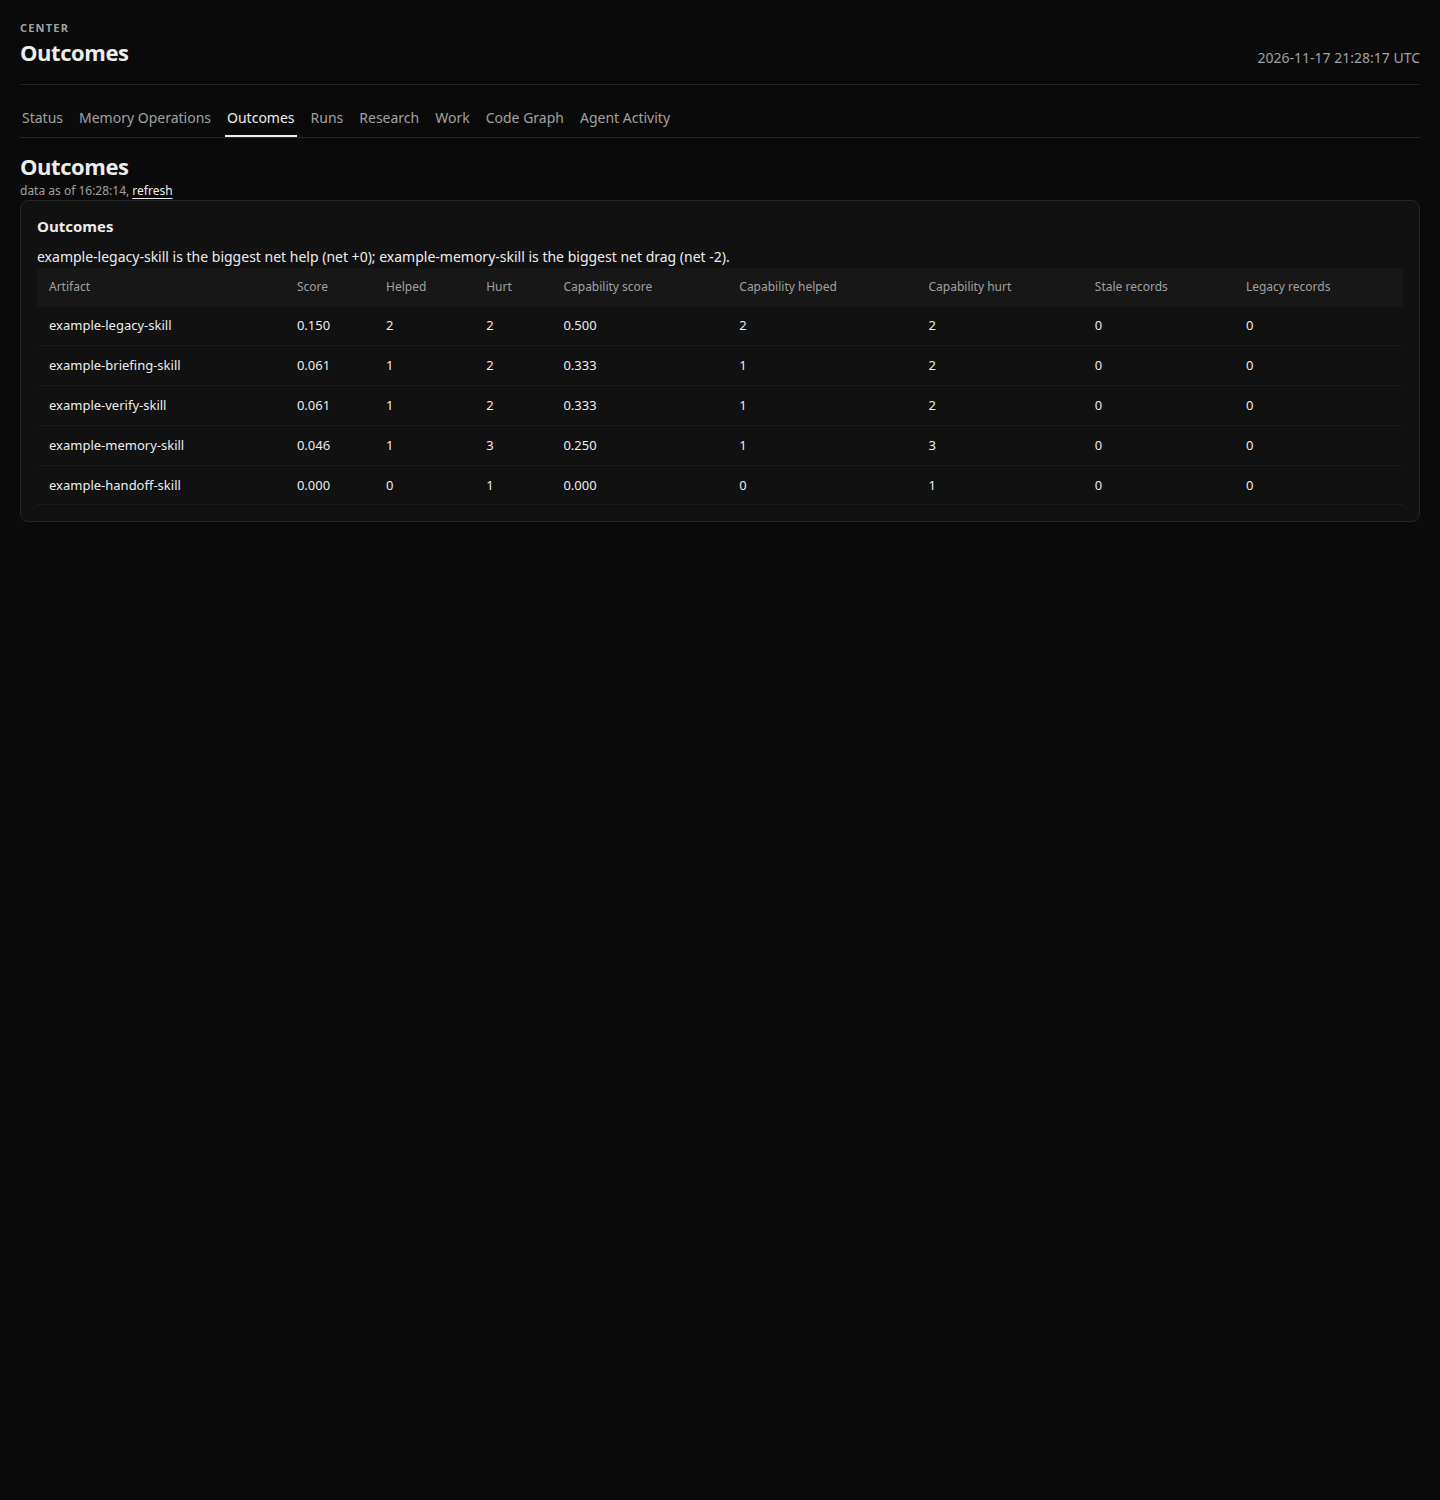 CENTER
Outcomes
2026-11-17 21:28:17 UTC
Status Memory Operations Outcomes Runs Research Work Code Graph Agent Activity
Outcomes
data as of 16:28:14, refresh
Outcomes
example-legacy-skill is the biggest net help (net +0); example-memory-skill is the biggest net drag (net -2).
Artifact Score Helped Hurt Capability score Capability helped Capability hurt Stale records Legacy records
example-legacy-skill 0.150 2 2 0.500 2 2 0 0
example-briefing-skill 0.061 1 2 0.333 1 2 0 0
example-verify-skill 0.061 1 2 0.333 1 2 0 0
example-memory-skill 0.046 1 3 0.250 1 3 0 0
example-handoff-skill 0.000 0 1 0.000 0 1 0 0